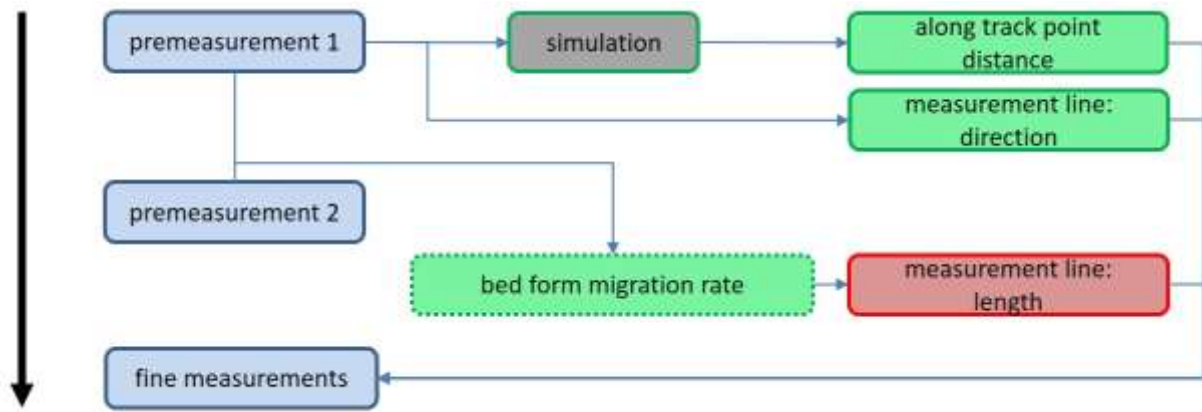 premeasurement 1
simulation
along track point
distance
measurement line:
direction
premeasurement 2
bed form migration rate
measurement line:
length
fine measurements